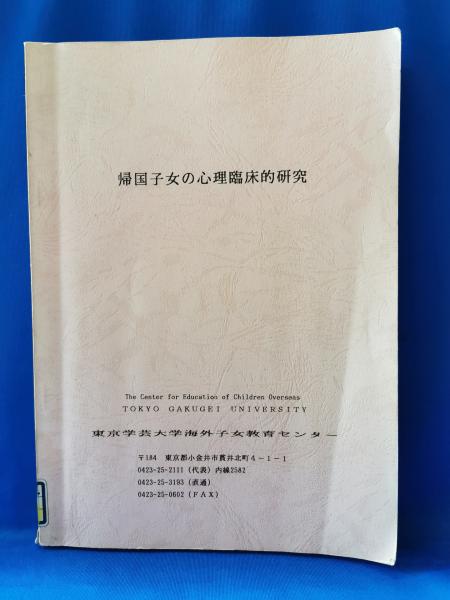 帰国子女の心理臨床的研究
The Center for Education of Children Overseas
TOKYO GAKUGEI UNIVERSITY
東京学芸大学海外子女教育センター
〒184 東京都小金井市貫井北町4-1-1
0423-25-2111(代表)内線2582
0423-25-3193(直通)
0423-25-0602(FAX)